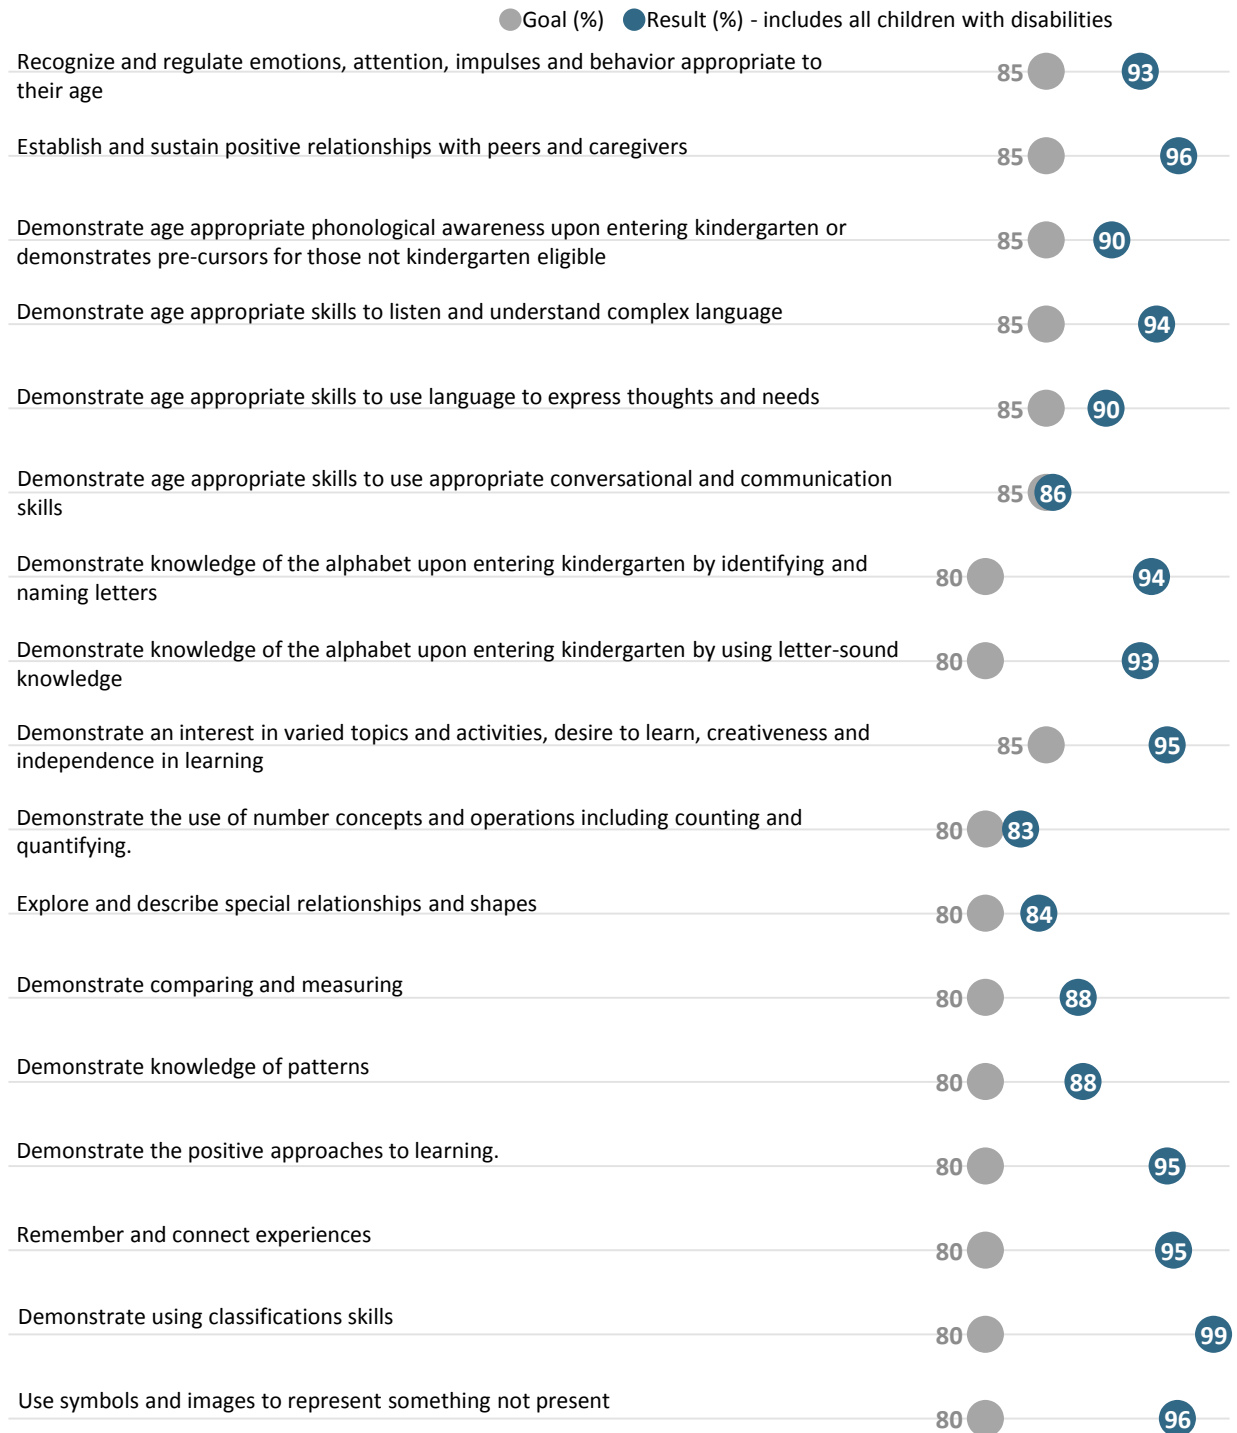 Goal (%) Result (%) - includes all children with disabilities
Recognize and regulate emotions, attention, impulses and behavior appropriate to
their age
85 93
Establish and sustain positive relationships with peers and caregivers
85 96
Demonstrate age appropriate phonological awareness upon entering kindergarten or
demonstrates pre-cursors for those not kindergarten eligible
85 90
Demonstrate age appropriate skills to listen and understand complex language
85 94
Demonstrate age appropriate skills to use language to express thoughts and needs
85 90
Demonstrate age appropriate skills to use appropriate conversational and communication
skills
85 86
Demonstrate knowledge of the alphabet upon entering kindergarten by identifying and
naming letters
80 94
Demonstrate knowledge of the alphabet upon entering kindergarten by using letter-sound
knowledge
80 93
Demonstrate an interest in varied topics and activities, desire to learn, creativeness and
independence in learning
85 95
Demonstrate the use of number concepts and operations including counting and
quantifying.
80 83
Explore and describe special relationships and shapes
80 84
Demonstrate comparing and measuring
80 88
Demonstrate knowledge of patterns
80 88
Demonstrate the positive approaches to learning.
80 95
Remember and connect experiences
80 95
Demonstrate using classifications skills
80 99
Use symbols and images to represent something not present
80 96